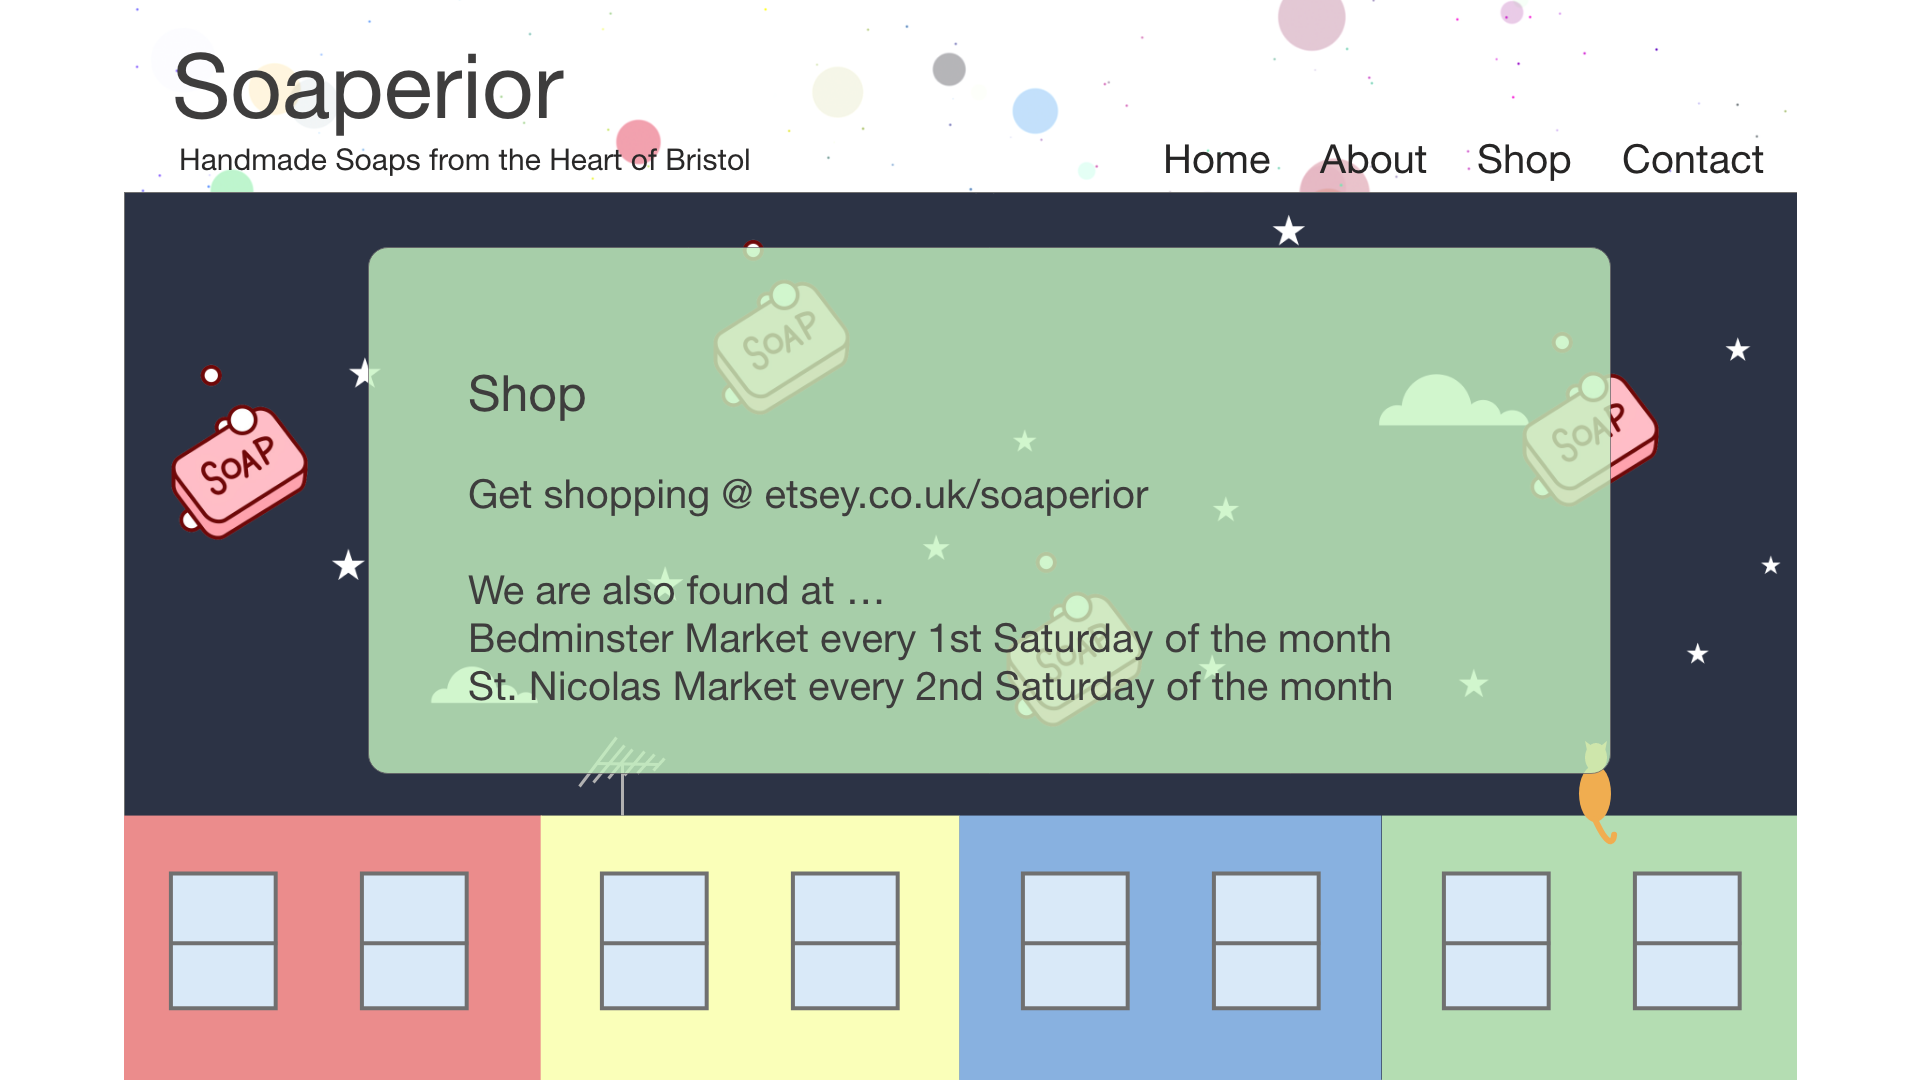 Soaperior
Handmade Soaps from the Heart of Bristol
Home About Shop Contact
SOAP
SOAP
SOAP
Shop
Get shopping @ etsey.co.uk/soaperior
We are also found at …
Bedminster Market every 1st Saturday of the month
St. Nicolas Market every 2nd Saturday of the month
SOAP